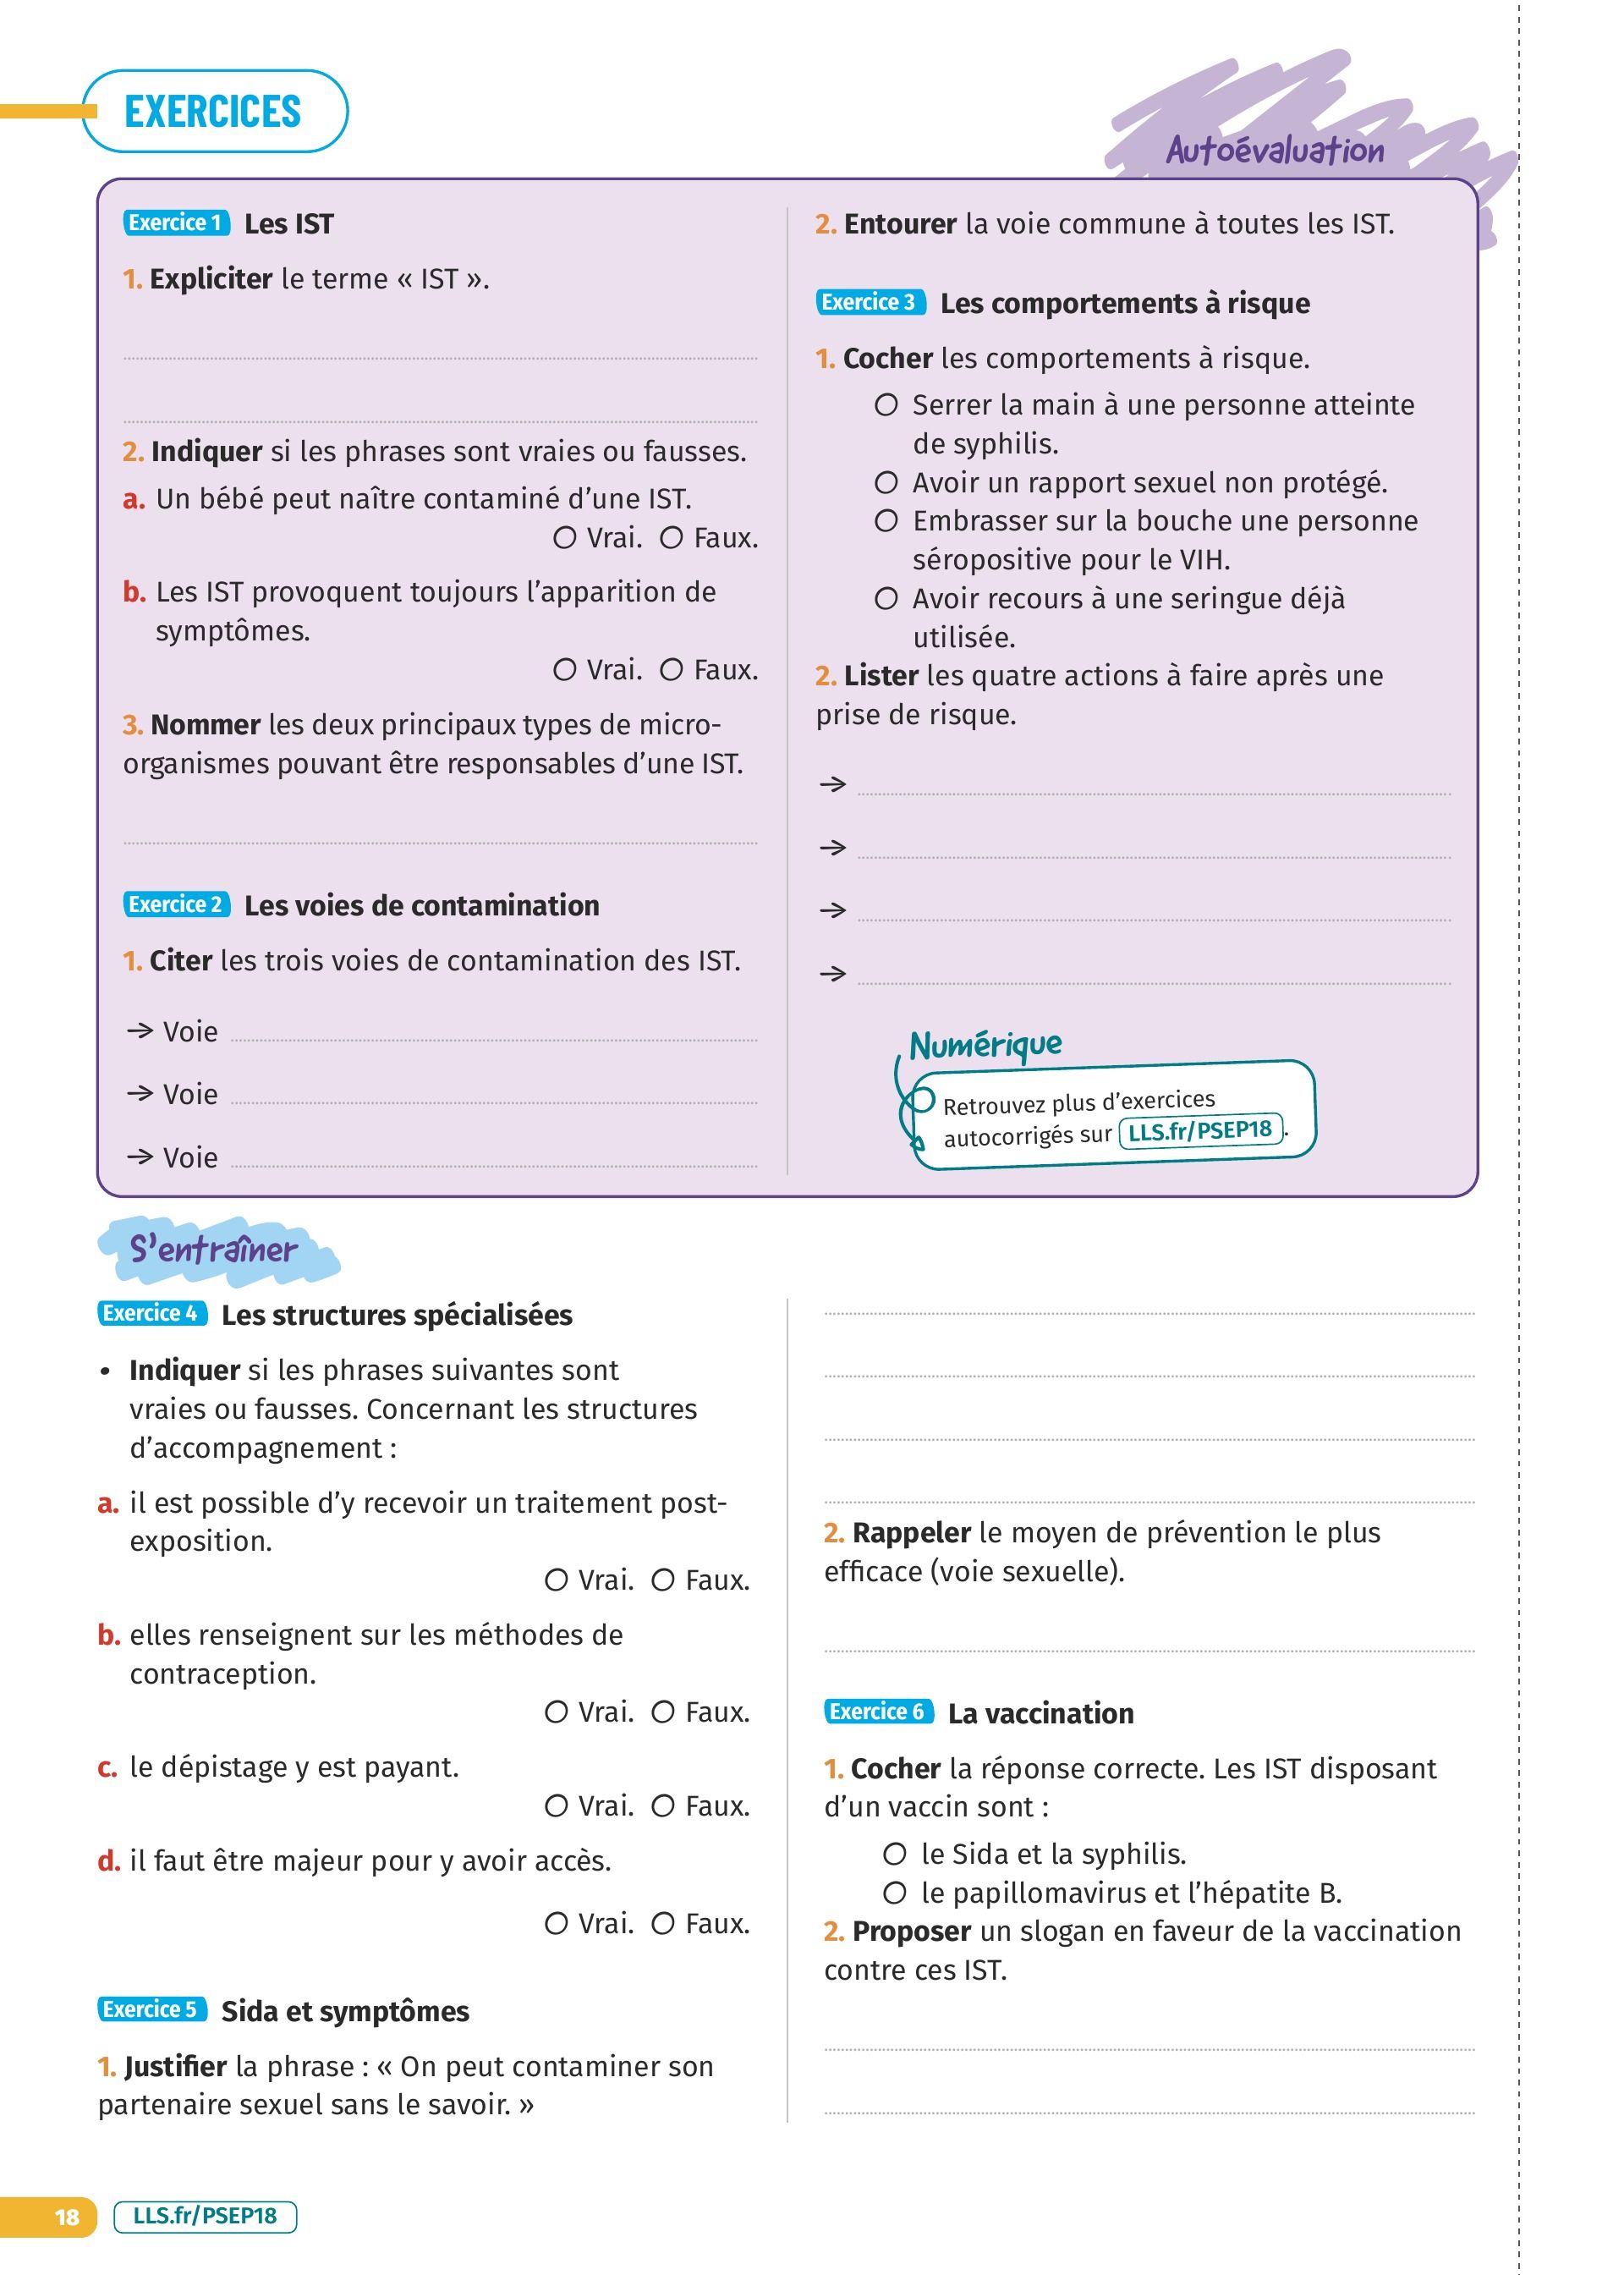 EXERCICES
Autoévaluation
Exercice 1 Les IST
1. Expliciter le terme « IST ».
2. Indiquer si les phrases sont vraies ou fausses.
a. Un bébé peut naître contaminé d’une IST.
Vrai. Faux.
b. Les IST provoquent toujours l’apparition de
symptômes.
Vrai. Faux.
3. Nommer les deux principaux types de micro-
organismes pouvant être responsables d’une IST.
Exercice 2 Les voies de contamination
1. Citer les trois voies de contamination des IST.
→ Voie
→ Voie
→ Voie
2. Entourer la voie commune à toutes les IST.
Exercice 3 Les comportements à risque
1. Cocher les comportements à risque.
Serrer la main à une personne atteinte
de syphilis.
Avoir un rapport sexuel non protégé.
Embrasser sur la bouche une personne
séropositive pour le VIH.
Avoir recours à une seringue déjà
utilisée.
2. Lister les quatre actions à faire après une
prise de risque.
→
→
→
→
Numérique
Retrouvez plus d’exercices
autocorrigés sur LLS.fr/PSEP18.
S’entraîner
Exercice 4 Les structures spécialisées
• Indiquer si les phrases suivantes sont
vraies ou fausses. Concernant les structures
d’accompagnement :
a. il est possible d’y recevoir un traitement post-
exposition.
Vrai. Faux.
b. elles renseignent sur les méthodes de
contraception.
Vrai. Faux.
c. le dépistage y est payant.
Vrai. Faux.
d. il faut être majeur pour y avoir accès.
Vrai. Faux.
Exercice 5 Sida et symptômes
1. Justifier la phrase : « On peut contaminer son
partenaire sexuel sans le savoir. »
2. Rappeler le moyen de prévention le plus
efficace (voie sexuelle).
Exercice 6 La vaccination
1. Cocher la réponse correcte. Les IST disposant
d’un vaccin sont :
le Sida et la syphilis.
le papillomavirus et l’hépatite B.
2. Proposer un slogan en faveur de la vaccination
contre ces IST.
18 LLS.fr/PSEP18